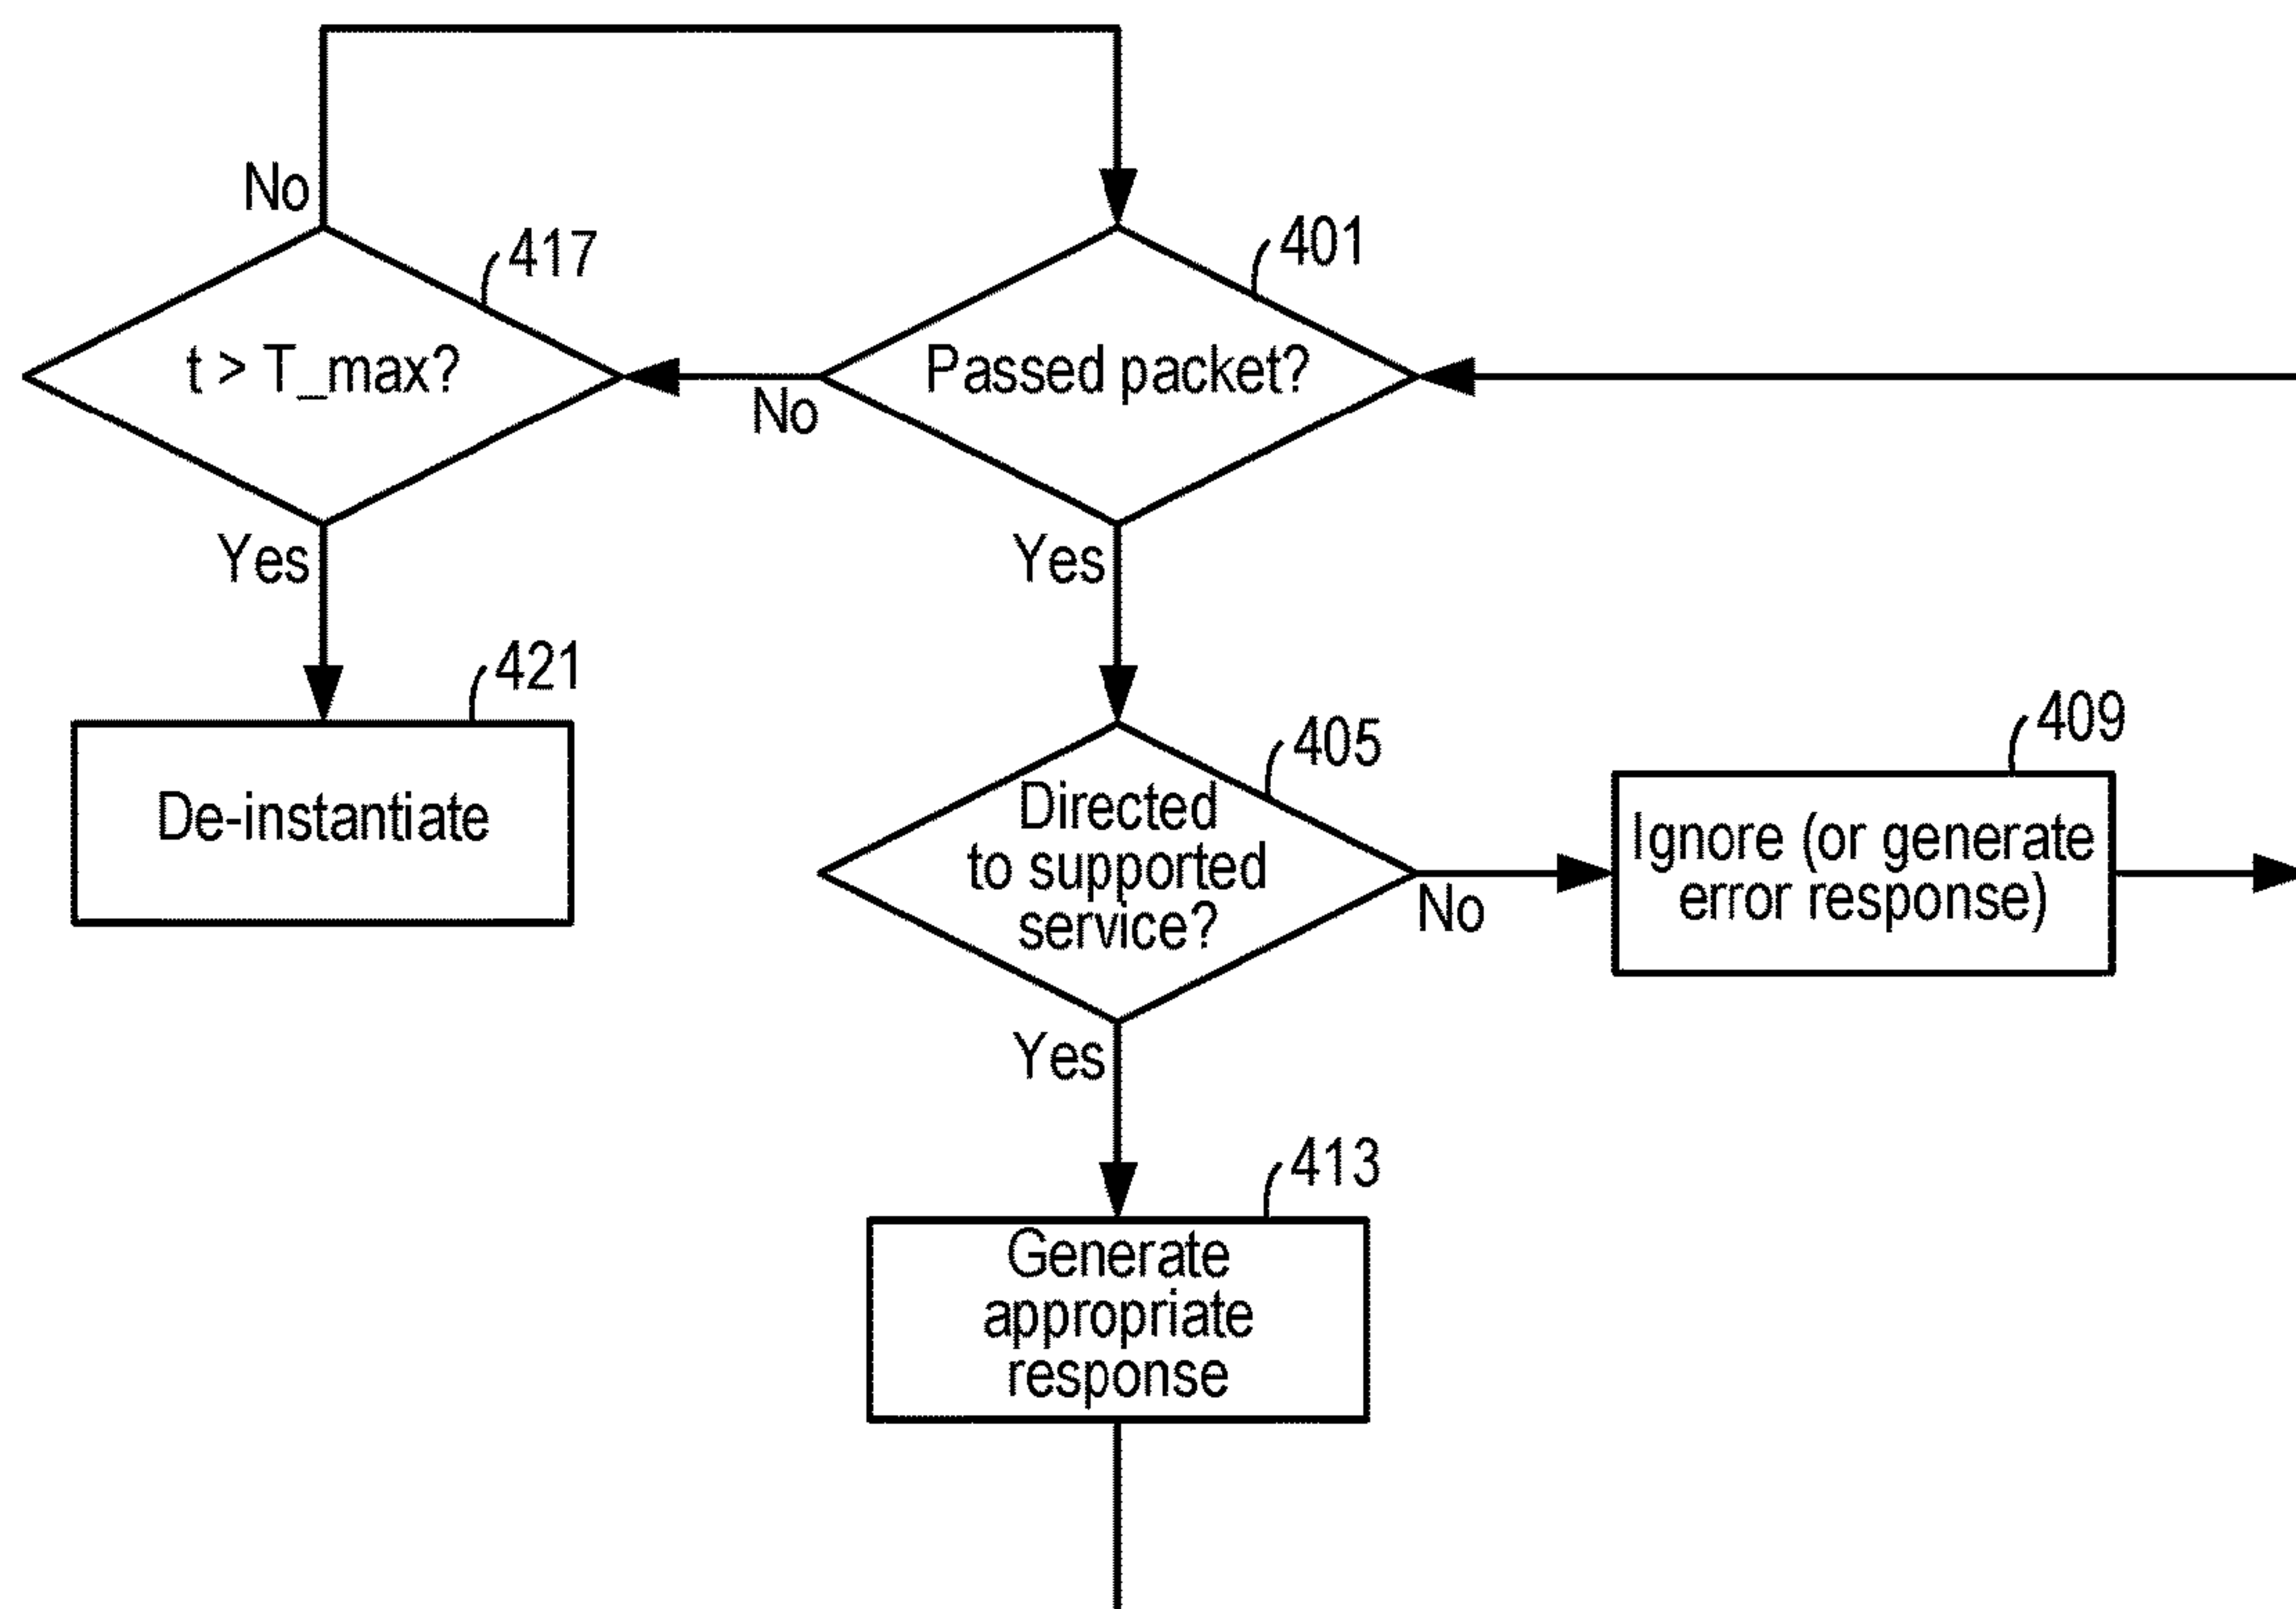 No
417
401
t > T_max?
Passed packet?
No
Yes
Yes
421
405
409
De-instantiate
Directed
to supported
service?
Ignore (or generate
error response)
No
Yes
413
Generate
appropriate
response